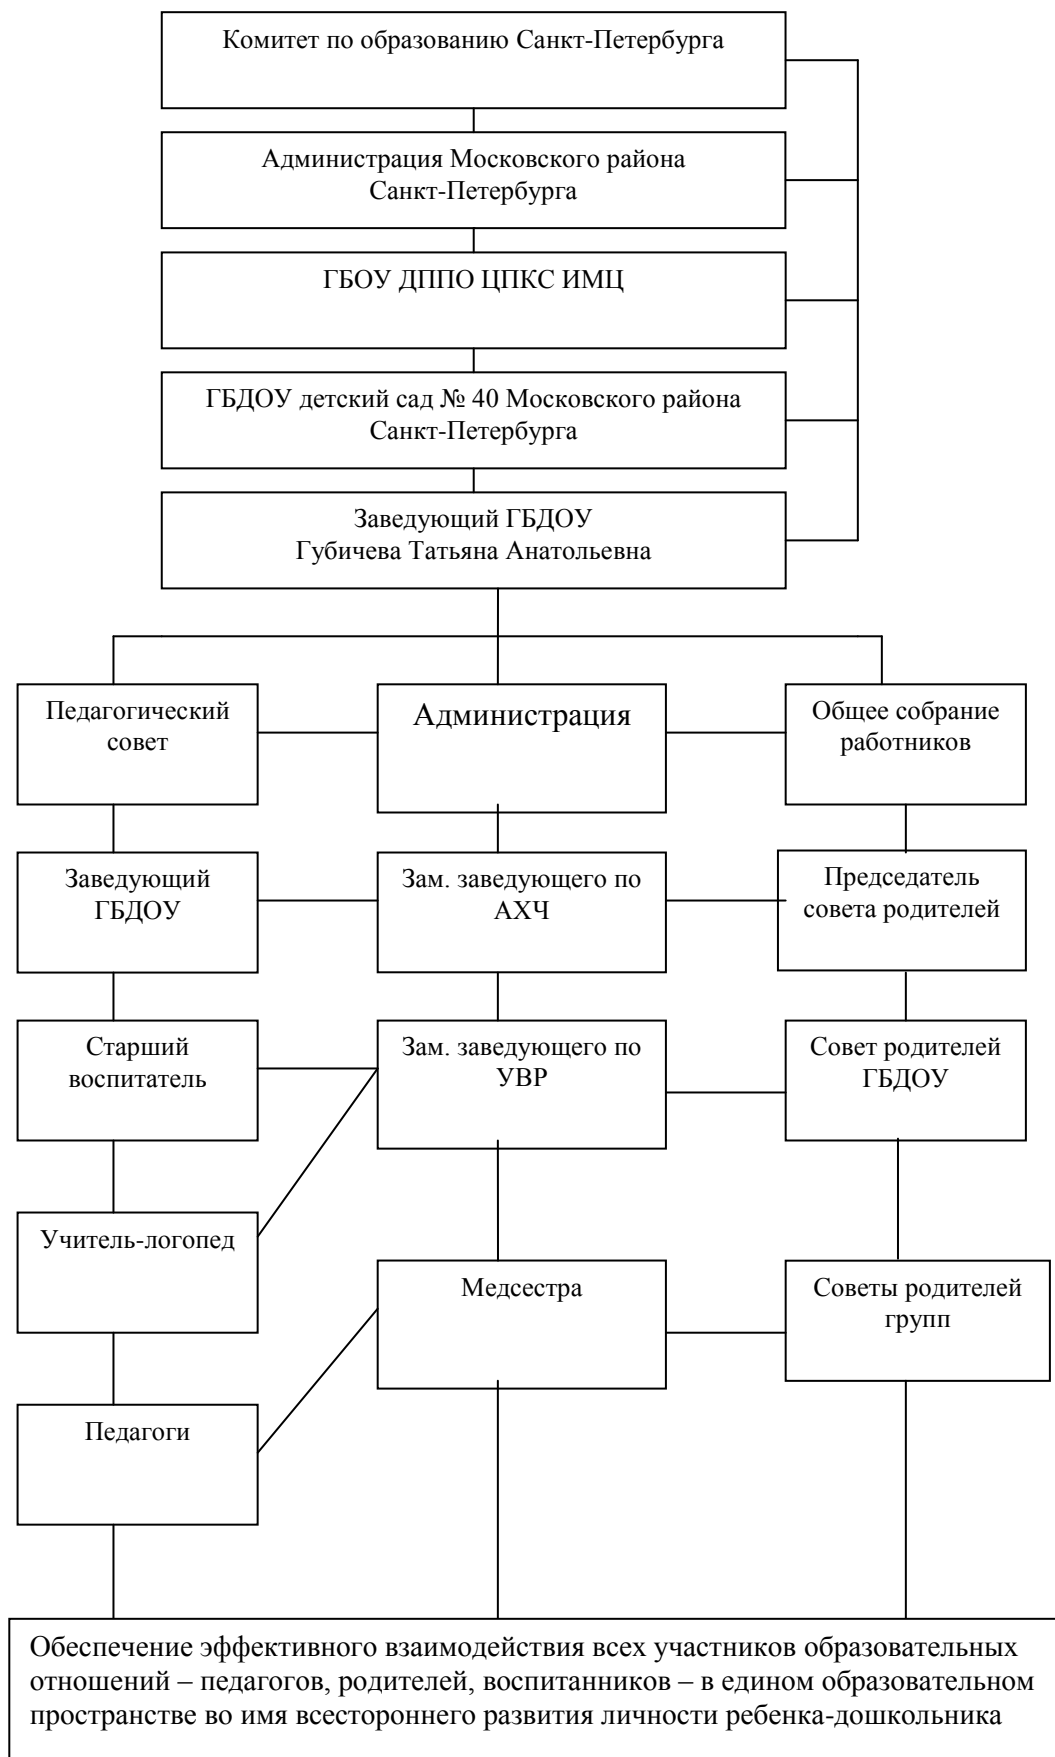 Комитет по образованию Санкт-Петербурга
Администрация Московского района
Санкт-Петербурга
ГБОУ ДППО ЦПКС ИМЦ
ГБДОУ детский сад № 40 Московского района
Санкт-Петербурга
Заведующий ГБДОУ
Губичева Татьяна Анатольевна
Педагогический
совет
Администрация
Общее собрание
работников
Заведующий
ГБДОУ
Зам. заведующего по
АХЧ
Председатель
совета родителей
Старший
воспитатель
Зам. заведующего по
УВР
Совет родителей
ГБДОУ
Учитель-логопед
Медсестра
Советы родителей
групп
Педагоги
Обеспечение эффективного взаимодействия всех участников образовательных
отношений – педагогов, родителей, воспитанников – в едином образовательном
пространстве во имя всестороннего развития личности ребенка-дошкольника